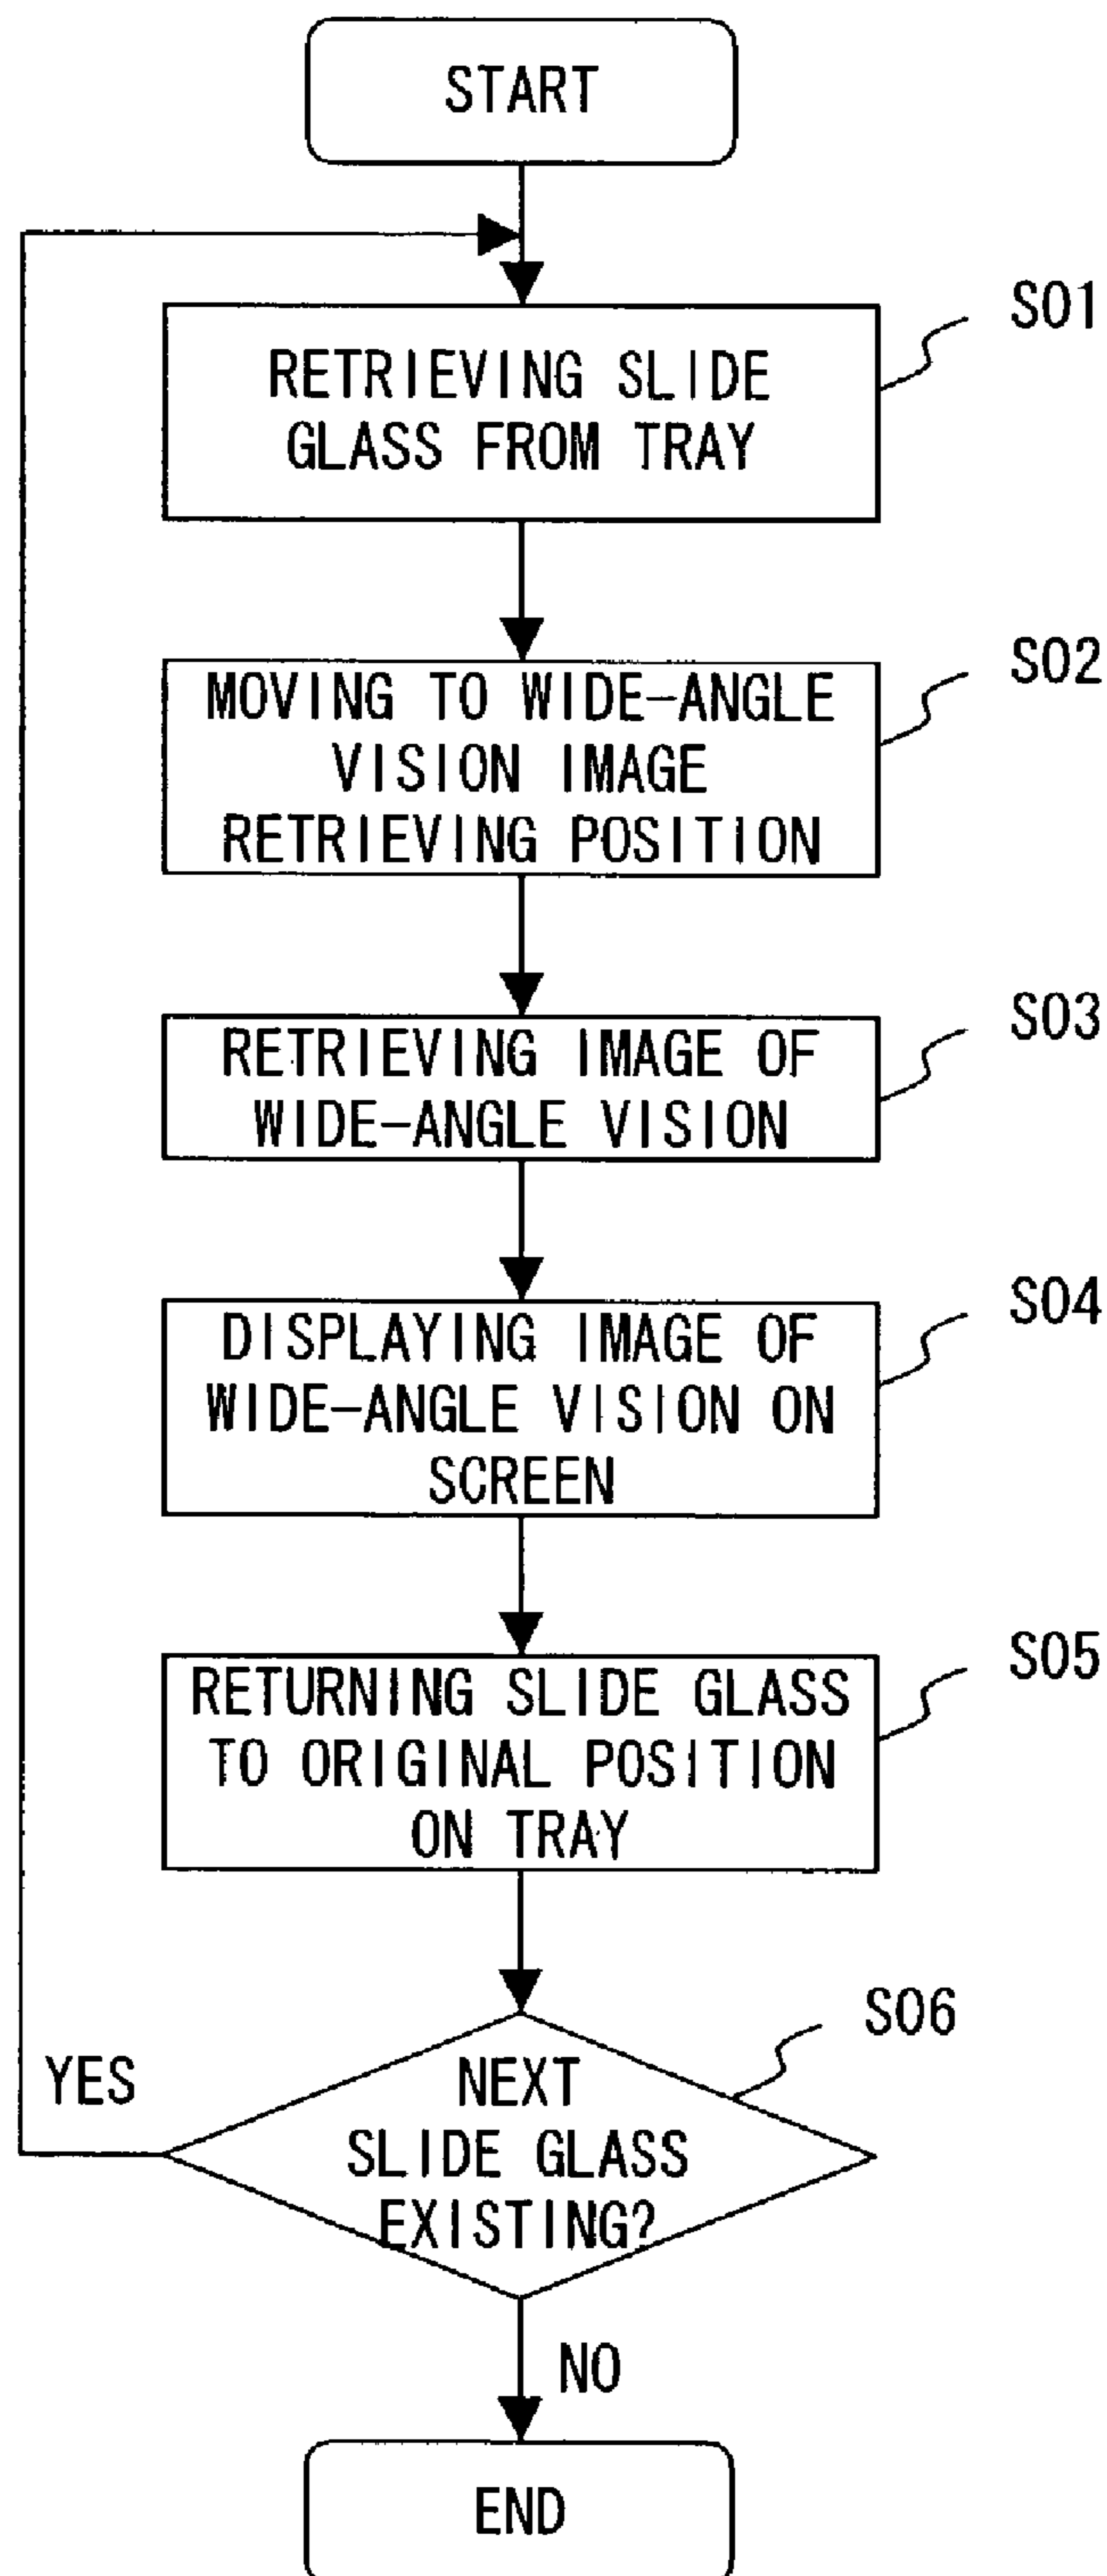 START
S01
RETRIEVING SLIDE
GLASS FROM TRAY
S02
MOVING TO WIDE-ANGLE
VISION IMAGE
RETRIEVING POSITION
S03
RETRIEVING IMAGE OF
WIDE-ANGLE VISION
S04
DISPLAYING IMAGE OF
WIDE-ANGLE VISION ON
SCREEN
S05
RETURNING SLIDE GLASS
TO ORIGINAL POSITION
ON TRAY
S06
YES
NEXT
SLIDE GLASS
EXISTING?
NO
END